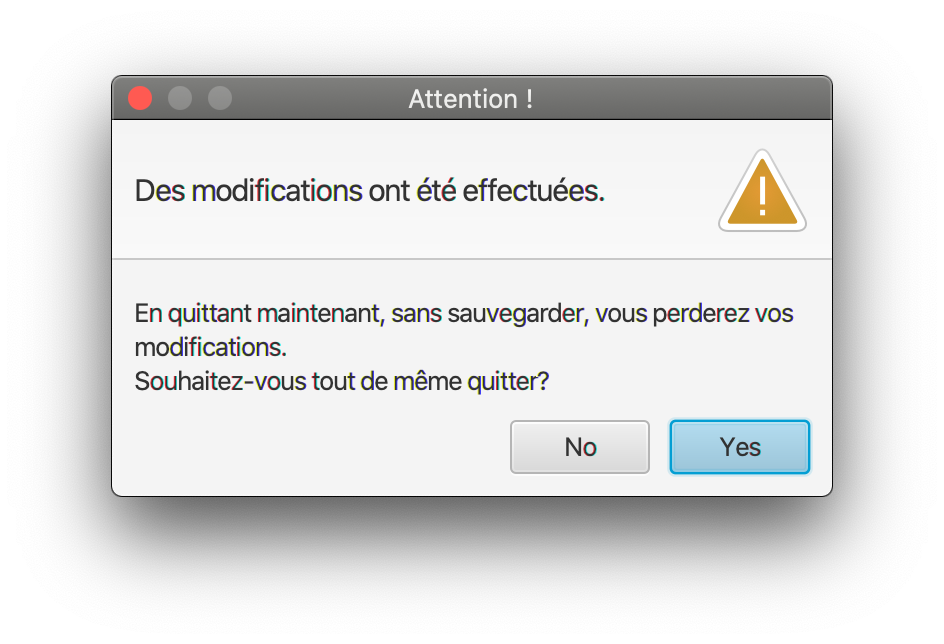 Attention !
Des modifications ont été effectuées.
En quittant maintenant, sans sauvegarder, vous perderez vos
modifications.
Souhaitez-vous tout de même quitter?
No
Yes